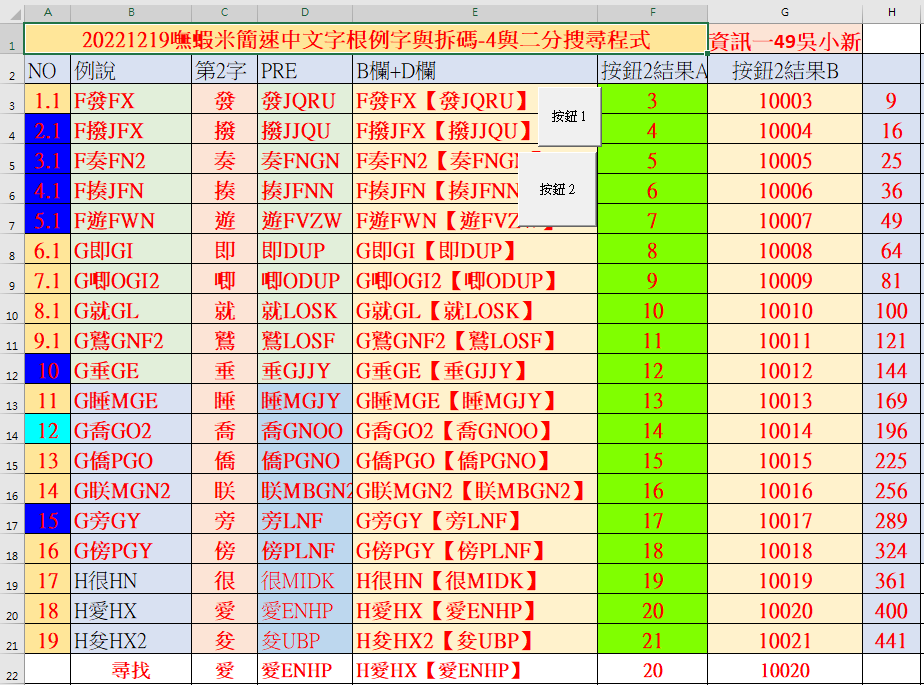 A B C D E F G H
1 20221219嘸蝦米簡速中文字根例字與拆碼-4與二分搜尋程式 資訊一49吳小新
2 NO 例說 第2字 PRE B欄+D欄 按鈕2結果A 按鈕2結果B
3 1.1 F發FX 發 發JQRU F發FX【發JQRU】 3 10003 9
按鈕 1
4 2.1 F撥JFX 撥 撥JJQU F撥JFX【撥JJQU】 4 10004 16
5 3.1 F奏FN2 奏 奏FNGN F奏FN2【奏FNGN 5 10005 25
按鈕 2
6 4.1 F揍JFN 揍 揍JFNN F揍JFN【揍JFNN 6 10006 36
7 5.1 F遊FWN 遊 遊FVZW F遊FWN【遊FVZW】 7 10007 49
8 6.1 G即GI 即 即DUP G即GI【即DUP】 8 10008 64
9 7.1 G唧OGI2 唧 唧ODUP G唧OGI2【唧ODUP】 9 10009 81
10 8.1 G就GL 就 就LOSK G就GL【就LOSK】 10 10010 100
11 9.1 G鷲GNF2 鷲 鷲LOSF G鷲GNF2【鷲LOSF】 11 10011 121
12 10 G垂GE 垂 垂GJJY G垂GE【垂GJJY】 12 10012 144
13 11 G睡MGE 睡 睡MGJY G睡MGE【睡MGJY】 13 10013 169
14 12 G喬GO2 喬 喬GNOO G喬GO2【喬GNOO】 14 10014 196
15 13 G僑PGO 僑 僑PGNO G僑PGO【僑PGNO】 15 10015 225
16 14 G眹MGN2 眹 眹MBGN2 G眹MGN2【眹MBGN2】 16 10016 256
17 15 G旁GY 旁 旁LNF G旁GY【旁LNF】 17 10017 289
18 16 G傍PGY 傍 傍PLNF G傍PGY【傍PLNF】 18 10018 324
19 17 H很HN 很 很MIDK H很HN【很MIDK】 19 10019 361
20 18 H愛HX 愛 愛ENHP H愛HX【愛ENHP】 20 10020 400
21 19 H㕕HX2 UBP H HX2【 UBP】 21 10021 441
22 尋找 愛 愛ENHP H愛HX【愛ENHP】 20 10020